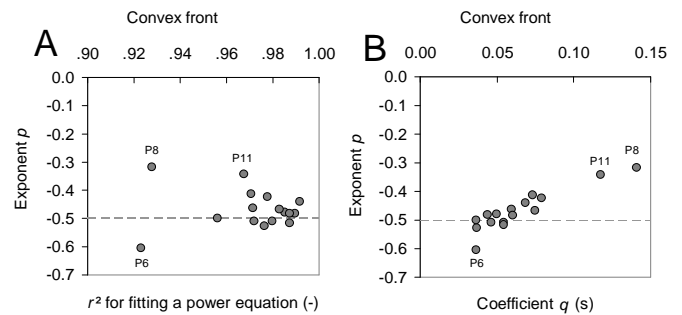 Convex front
A
.90 .92 .94 .96 .98 1.00
0.0
-0.1
-0.2
-0.3
-0.4
-0.5
-0.6
-0.7
Exponent p
P8
P11
P6
r² for fitting a power equation (-)
Convex front
B
0.00 0.05 0.10 0.15
0.0
-0.1
-0.2
-0.3
-0.4
-0.5
-0.6
-0.7
Exponent p
P8
P11
P6
Coefficient q (s)